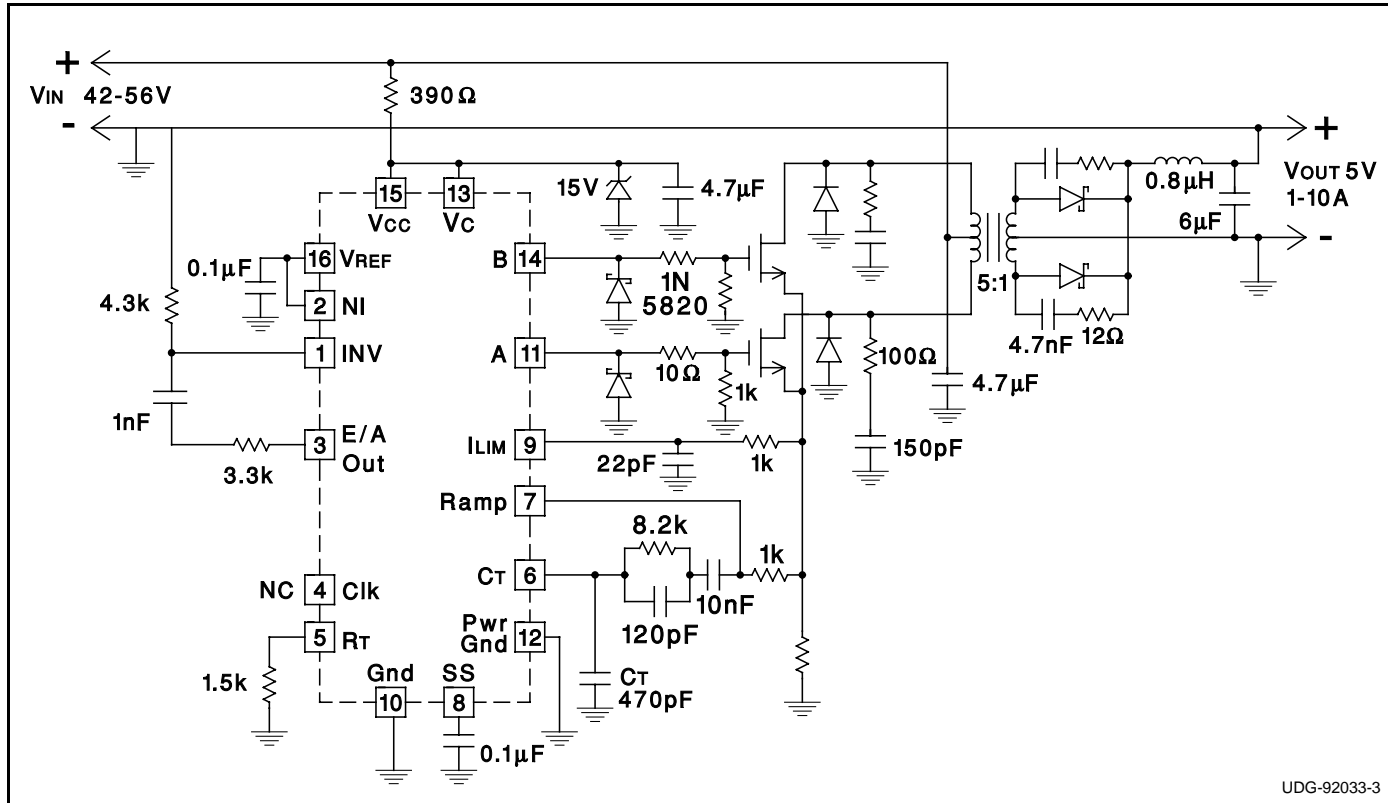 +
VIN 42-56V
-
390Ω
+
VOUT 5V
1-10A
-
15V
4.7µF
0.8µH
6µF
15
VCC
13
VC
16 VREF
0.1µF
2 NI
4.3k
1 INV
1nF
3 E/A
Out
3.3k
NC 4 Clk
5 RT
1.5k
Gnd
10
SS
8
0.1µF
B 14
1N
5820
A 11
10Ω
1k
ILIM 9
22pF
1k
Ramp 7
8.2k
CT 6
120pF
10nF
1k
Pwr
Gnd 12
CT
470pF
100Ω
150pF
4.7µF
5:1
4.7nF
12Ω
UDG-92033-3